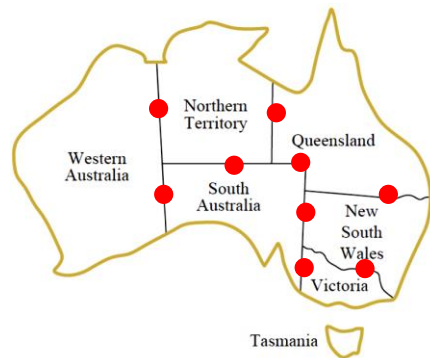 Northern
Territory
Queensland
Western
Australia
South
Australia
New
South
Wales
Victoria
Tasmania